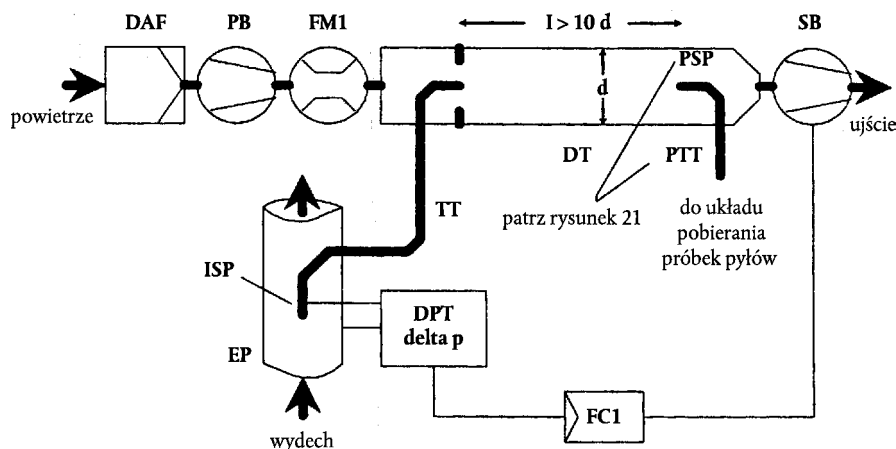 DAF PB FM1 l > 10 d SB
PSP
d
powietrze
ujście
DT PTT
TT
patrz rysunek 21
do układu
pobierania
próbek pyłów
ISP
DPT
delta p
EP
FC1
wydech